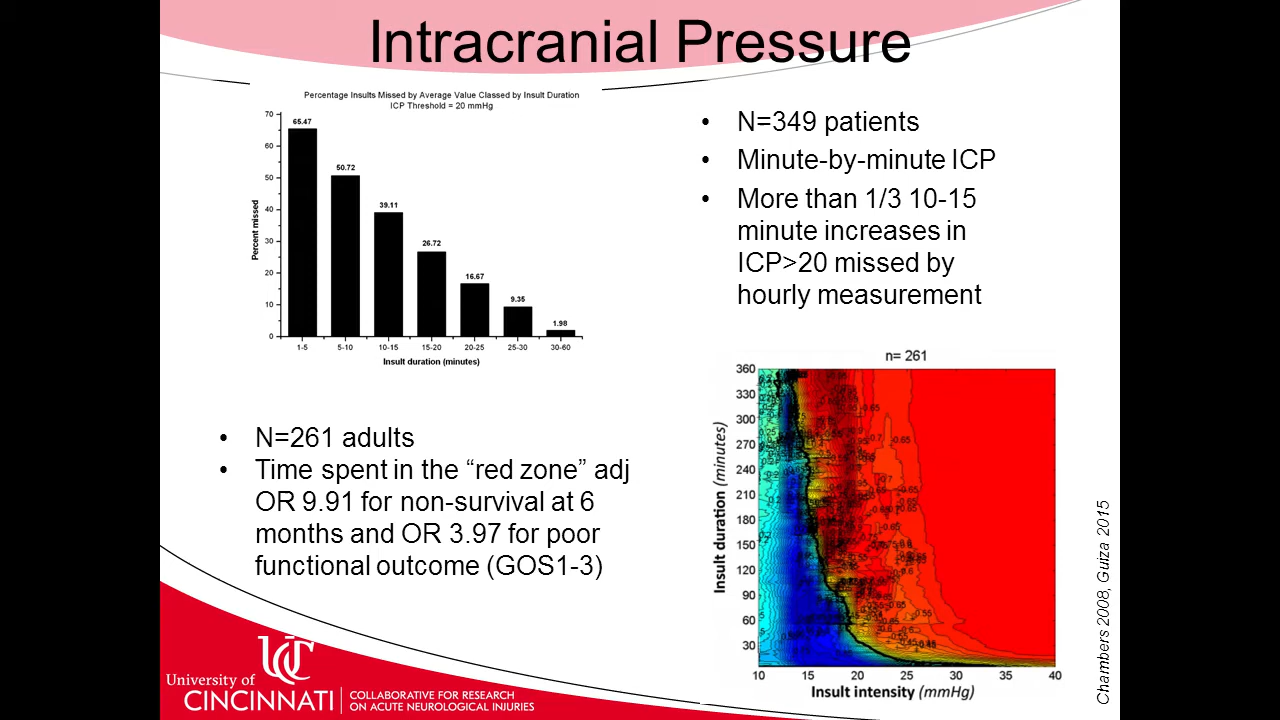 Intracranial Pressure
Percentage Insults Missed by Average Value Classed by Insult Duration
ICP Threshold = 20 mmHg
Percent missed
70
60
50
40
30
20
10
0
65.47
50.72
39.11
26.72
16.67
9.35
1.98
1-5
5-10
10-15
15-20
20-25
25-30
30-60
Insult duration (minutes)
• N=349 patients
• Minute-by-minute ICP
• More than 1/3 10-15
minute increases in
ICP>20 missed by
hourly measurement
• N=261 adults
• Time spent in the “red zone” adj
OR 9.91 for non-survival at 6
months and OR 3.97 for poor
functional outcome (GOS1-3)
n= 261
Insult duration (minutes)
360
330
300
270
240
210
180
150
120
90
60
30
10
15
20
25
30
35
40
Insult intensity (mmHg)
Chambers 2008, Guiza 2015
UC
University of
CINCINNATI
COLLABORATIVE FOR RESEARCH
ON ACUTE NEUROLOGICAL INJURIES